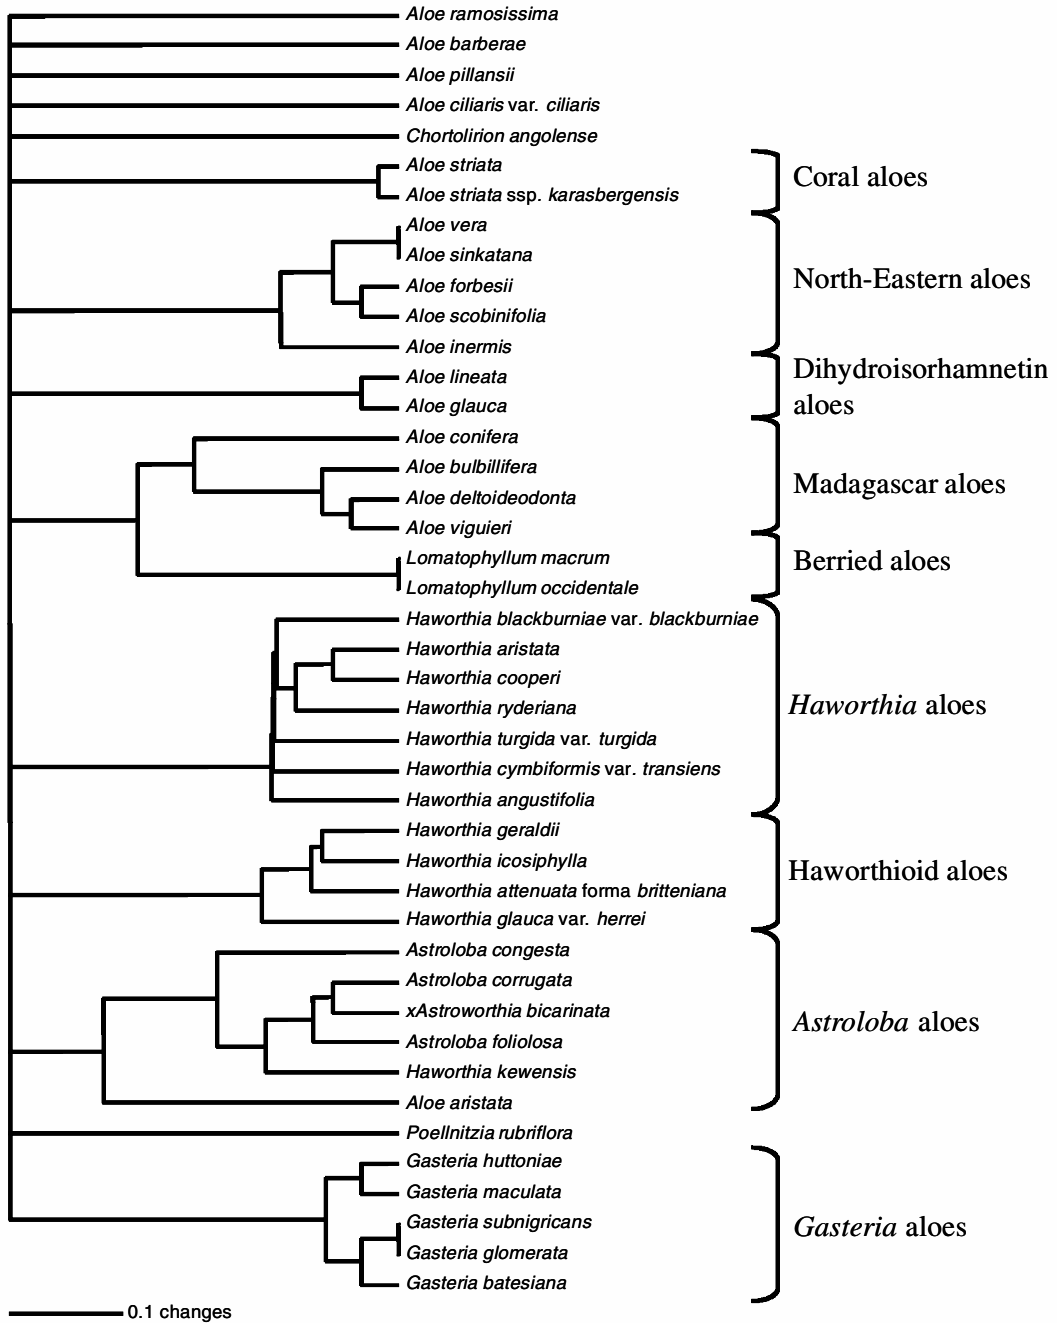 Aloe ramosissima
Aloe barberae
Aloe pillansii
Aloe ciliaris var. ciliaris
Chortolirion angolense
Aloe striata
Aloe striata ssp. karasbergensis
Coral aloes
Aloe vera
Aloe sinkatana
Aloe forbesii
Aloe scobinifolia
Aloe inermis
North-Eastern aloes
Aloe lineata
Aloe glauca
Dihydroisorhamnetin
aloes
Aloe conifera
Aloe bulbillifera
Aloe deltoideodonta
Aloe viguieri
Madagascar aloes
Lomatophyllum macrum
Lomatophyllum occidentale
Berried aloes
Haworthia blackburniae var. blackburniae
Haworthia aristata
Haworthia cooperi
Haworthia ryderiana
Haworthia turgida var. turgida
Haworthia cymbiformis var. transiens
Haworthia angustifolia
Haworthia aloes
Haworthia geraldii
Haworthia icosiphylla
Haworthia attenuata forma britteniana
Haworthia glauca var. herrei
Haworthioid aloes
Astroloba congesta
Astroloba corrugata
xAstroworthia bicarinata
Astroloba foliolosa
Haworthia kewensis
Aloe aristata
Astroloba aloes
Poellnitzia rubriflora
Gasteria huttoniae
Gasteria maculata
Gasteria subnigricans
Gasteria glomerata
Gasteria batesiana
Gasteria aloes
0.1 changes